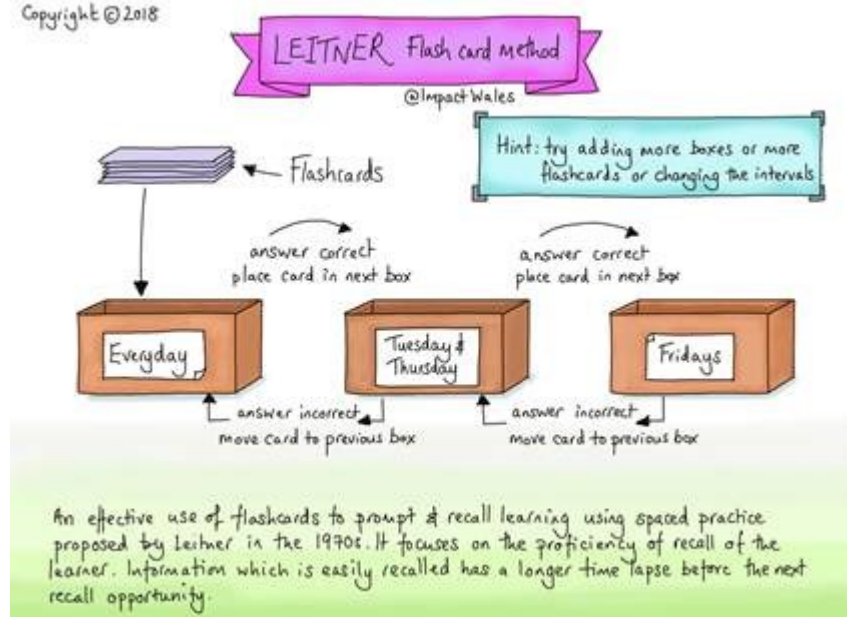 Copyright © 2018
LEITNER Flash card method
@ImpactWales
Hint: try adding more boxes or more
flashcards or changing the intervals
Flashcards
answer correct
place card in next box
answer correct
place card in next box
Everyday
Tuesday &
Thursday
Fridays
answer incorrect
move card to previous box
answer incorrect
move card to previous box
An effective use of flashcards to prompt & recall learning using spaced practice
proposed by Leitner in the 1970s. It focuses on the proficiency of recall of the
learner. Information which is easily recalled has a longer time lapse before the next
recall opportunity.